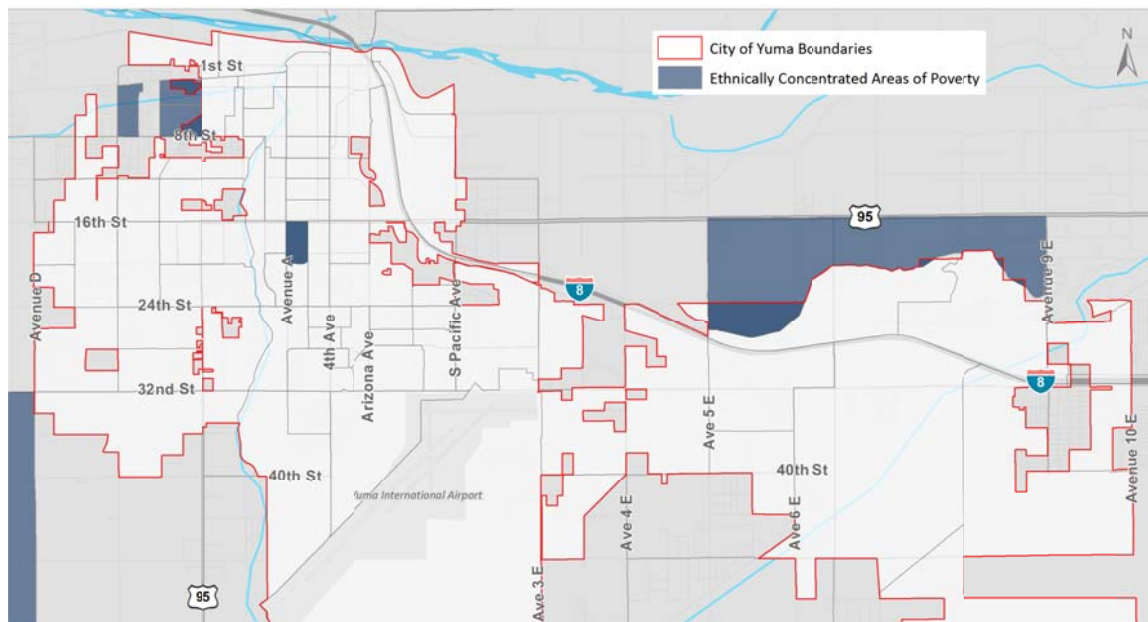 City of Yuma Boundaries
Ethnically Concentrated Areas of Poverty
N
1st St
8th St
16th St
95
Avenue D
Avenue A
24th St
4th Ave
Arizona Ave
S Pacific Ave
8
Avenue 9 E
32nd St
8
Ave 5 E
40th St
40th St
Yuma International Airport
Ave 4 E
Ave 6 E
Avenue 10 E
95
Ave 3 E